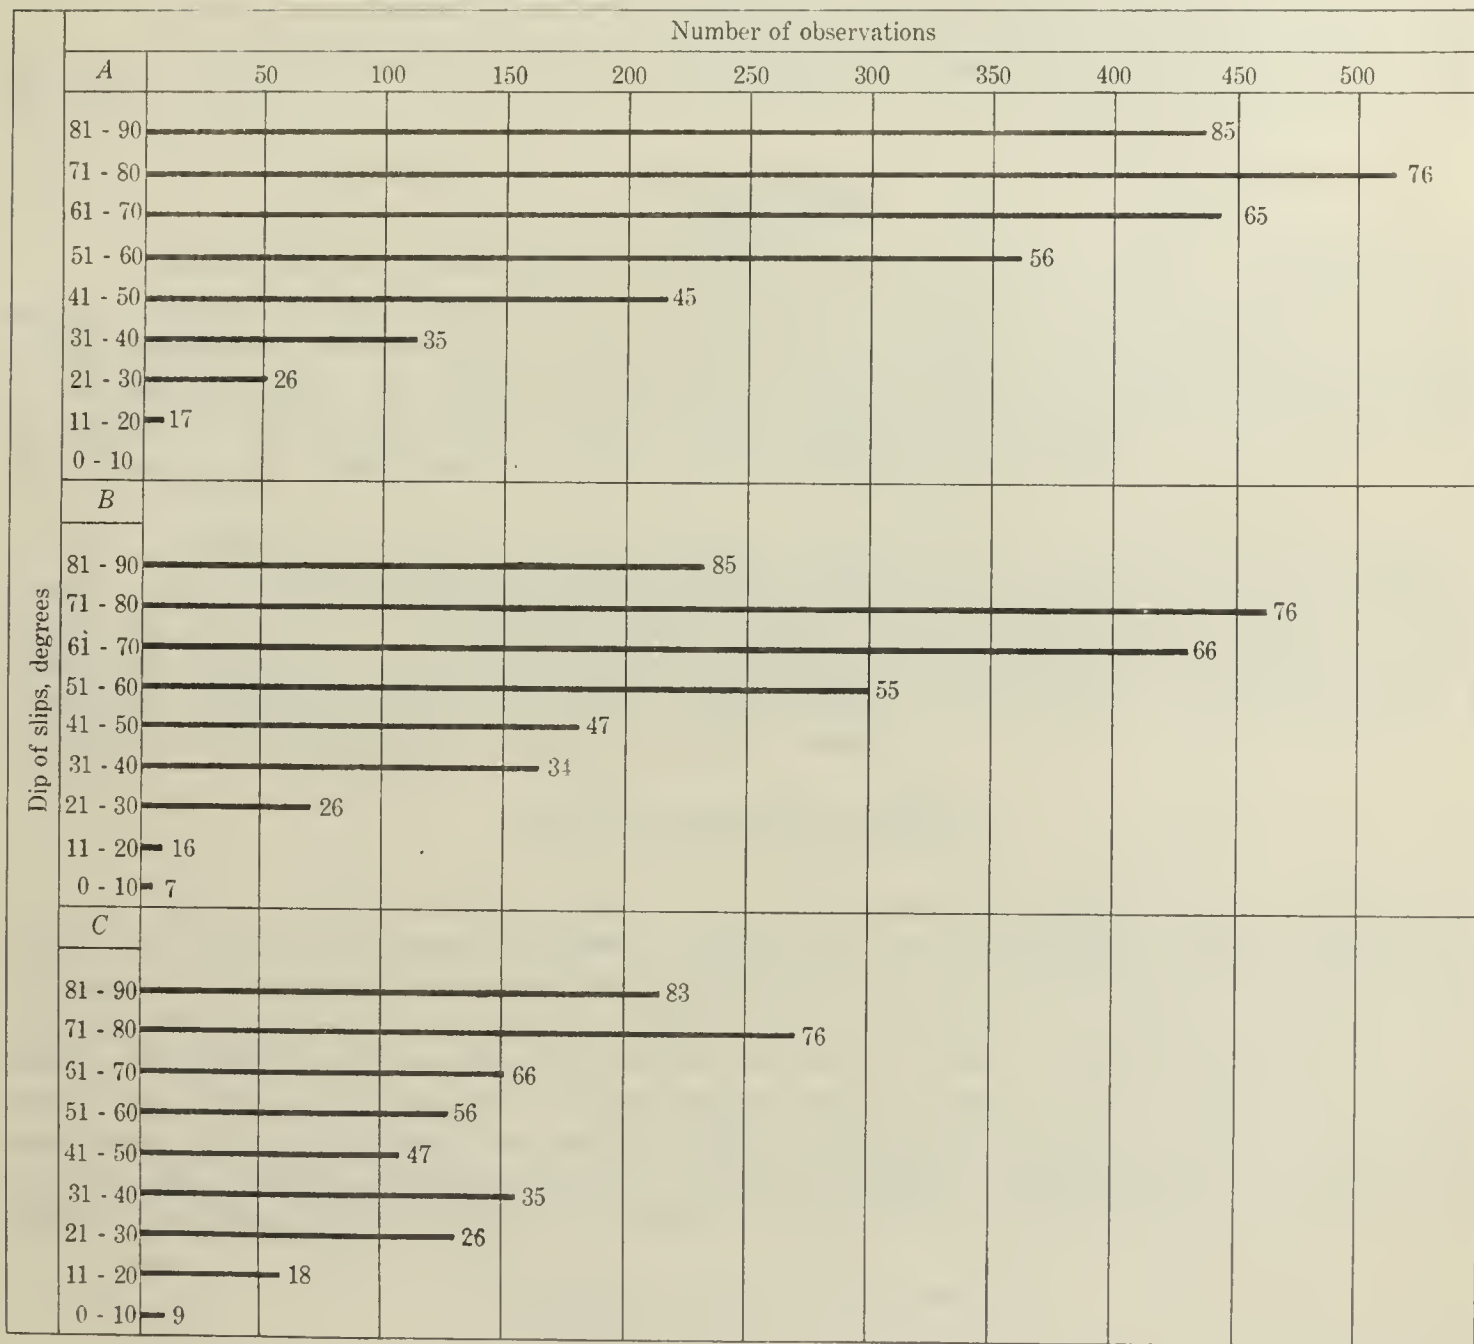 Number of observations
A 50 100 150 200 250 300 350 400 450 500
81 - 90 85
71 - 80 76
61 - 70 65
51 - 60 56
41 - 50 45
31 - 40 35
21 - 30 26
11 - 20 17
0 - 10
B
81 - 90 85
71 - 80 76
61 - 70 66
51 - 60 55
41 - 50 47
31 - 40 34
21 - 30 26
11 - 20 16
0 - 10 7
C
81 - 90 83
71 - 80 76
61 - 70 66
51 - 60 56
41 - 50 47
31 - 40 35
21 - 30 26
11 - 20 18
0 - 10 9
Dip of slips, degrees